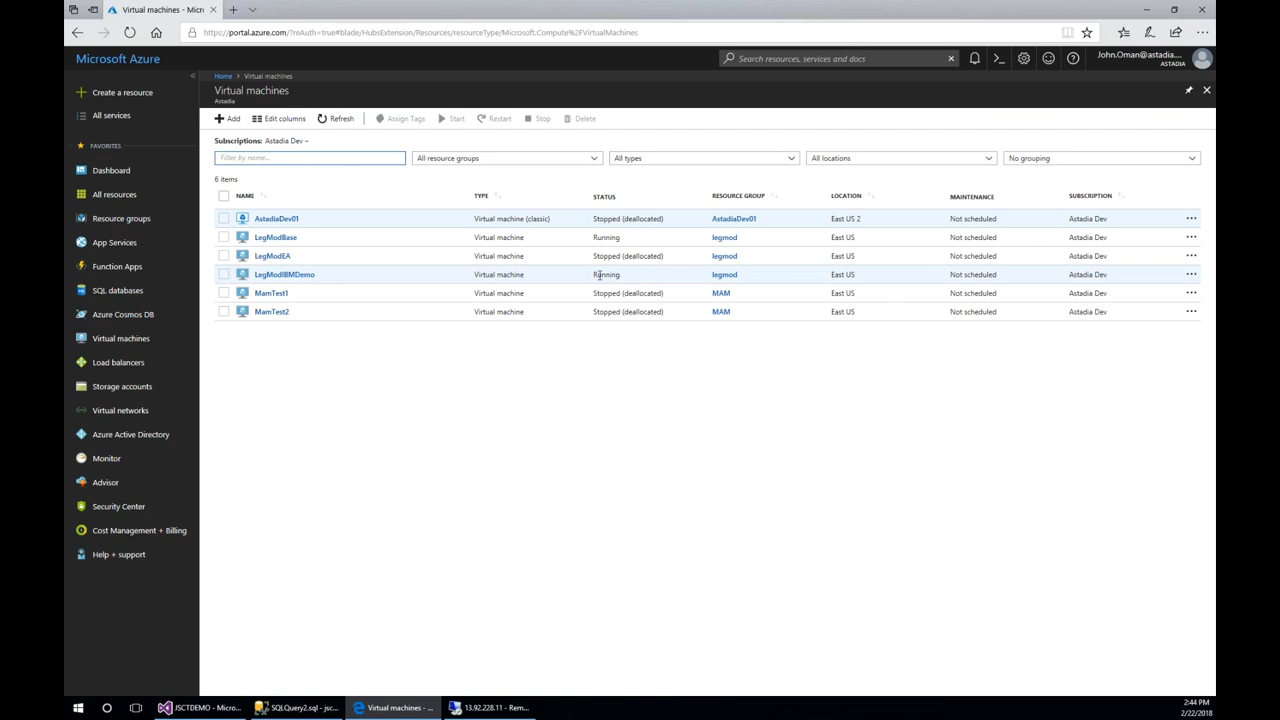 Virtual machines - Micro
https://portal.azure.com/?reAuth=true#blade/HubsExtension/Resources/resourceType/Microsoft.Compute%2FVirtualMachines
Microsoft Azure
Search resources, services and docs
John.Oman@astadia....
ASTADIA
Home > Virtual machines
Virtual machines
Astadia
Add Edit columns Refresh Assign Tags Start Restart Stop Delete
Subscriptions: Astadia Dev
Filter by name... All resource groups All types All locations No grouping
6 items
NAME TYPE STATUS RESOURCE GROUP LOCATION MAINTENANCE SUBSCRIPTION
AstadiaDev01 Virtual machine (classic) Stopped (deallocated) AstadiaDev01 East US 2 Not scheduled Astadia Dev
LegModBase Virtual machine Running legmod East US Not scheduled Astadia Dev
LegModEA Virtual machine Stopped (deallocated) legmod East US Not scheduled Astadia Dev
LegModIBMDemo Virtual machine Running legmod East US Not scheduled Astadia Dev
MamTest1 Virtual machine Stopped (deallocated) MAM East US Not scheduled Astadia Dev
MamTest2 Virtual machine Stopped (deallocated) MAM East US Not scheduled Astadia Dev
Create a resource
All services
FAVORITES
Dashboard
All resources
Resource groups
App Services
Function Apps
SQL databases
Azure Cosmos DB
Virtual machines
Load balancers
Storage accounts
Virtual networks
Azure Active Directory
Monitor
Advisor
Security Center
Cost Management + Billing
Help + support
JSCTDEMO - Micro...
SQLQuery2.sql - jsc...
Virtual machines - ...
13.92.228.11 - Rem...
2:44 PM
2/22/2018